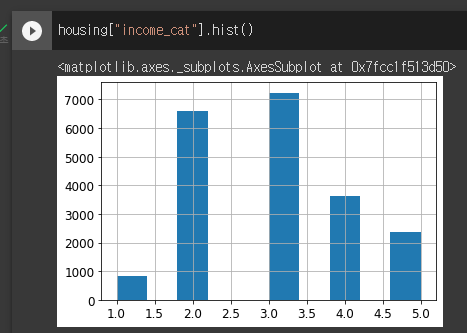 housing["income_cat"].hist()
<matplotlib.axes._subplots.AxesSubplot at 0x7fcc1f513d50>
7000
6000
5000
4000
3000
2000
1000
0
1.0 1.5 2.0 2.5 3.0 3.5 4.0 4.5 5.0